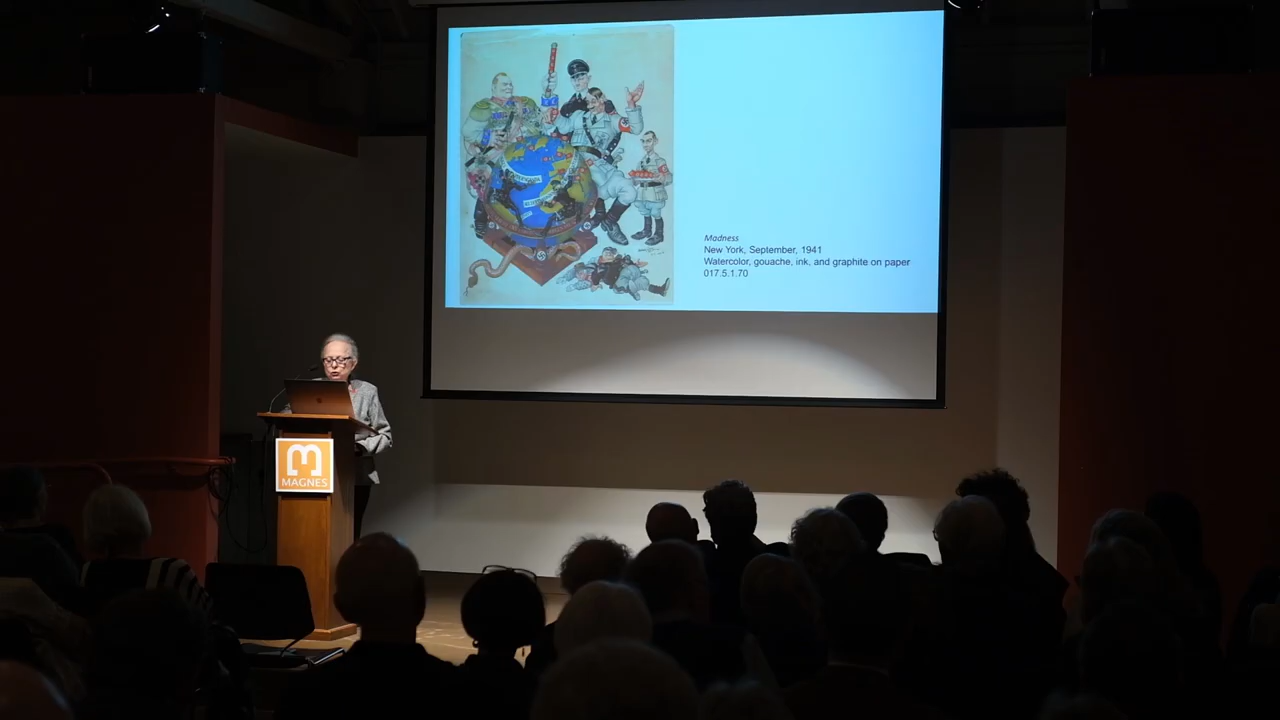 Madness
New York, September, 1941
Watercolor, gouache, ink, and graphite on paper
017.5.1.70
MAGNES